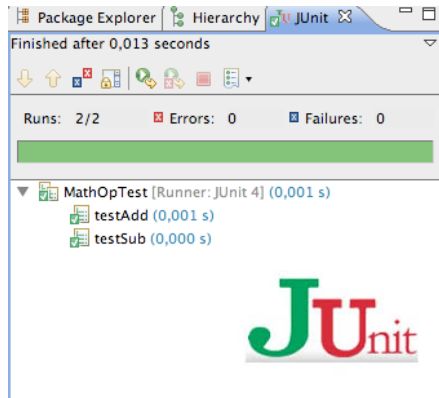 Package Explorer Hierarchy JUnit
Finished after 0,013 seconds
Runs: 2/2 Errors: 0 Failures: 0
MathOpTest [Runner: JUnit 4] (0,001 s)
testAdd (0,001 s)
testSub (0,000 s)
JUnit